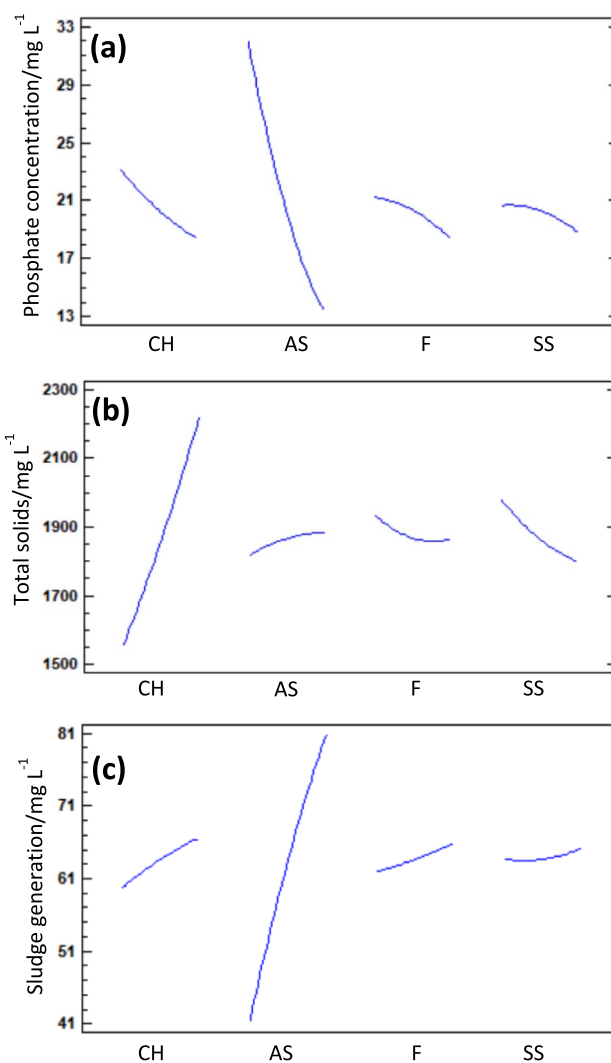 (a)
Phosphate concentration/mg L-1
33
29
25
21
17
13
CH AS F SS
(b)
Total solids/mg L-1
2300
2100
1900
1700
1500
CH AS F SS
(c)
Sludge generation/mg L-1
81
71
61
51
41
CH AS F SS